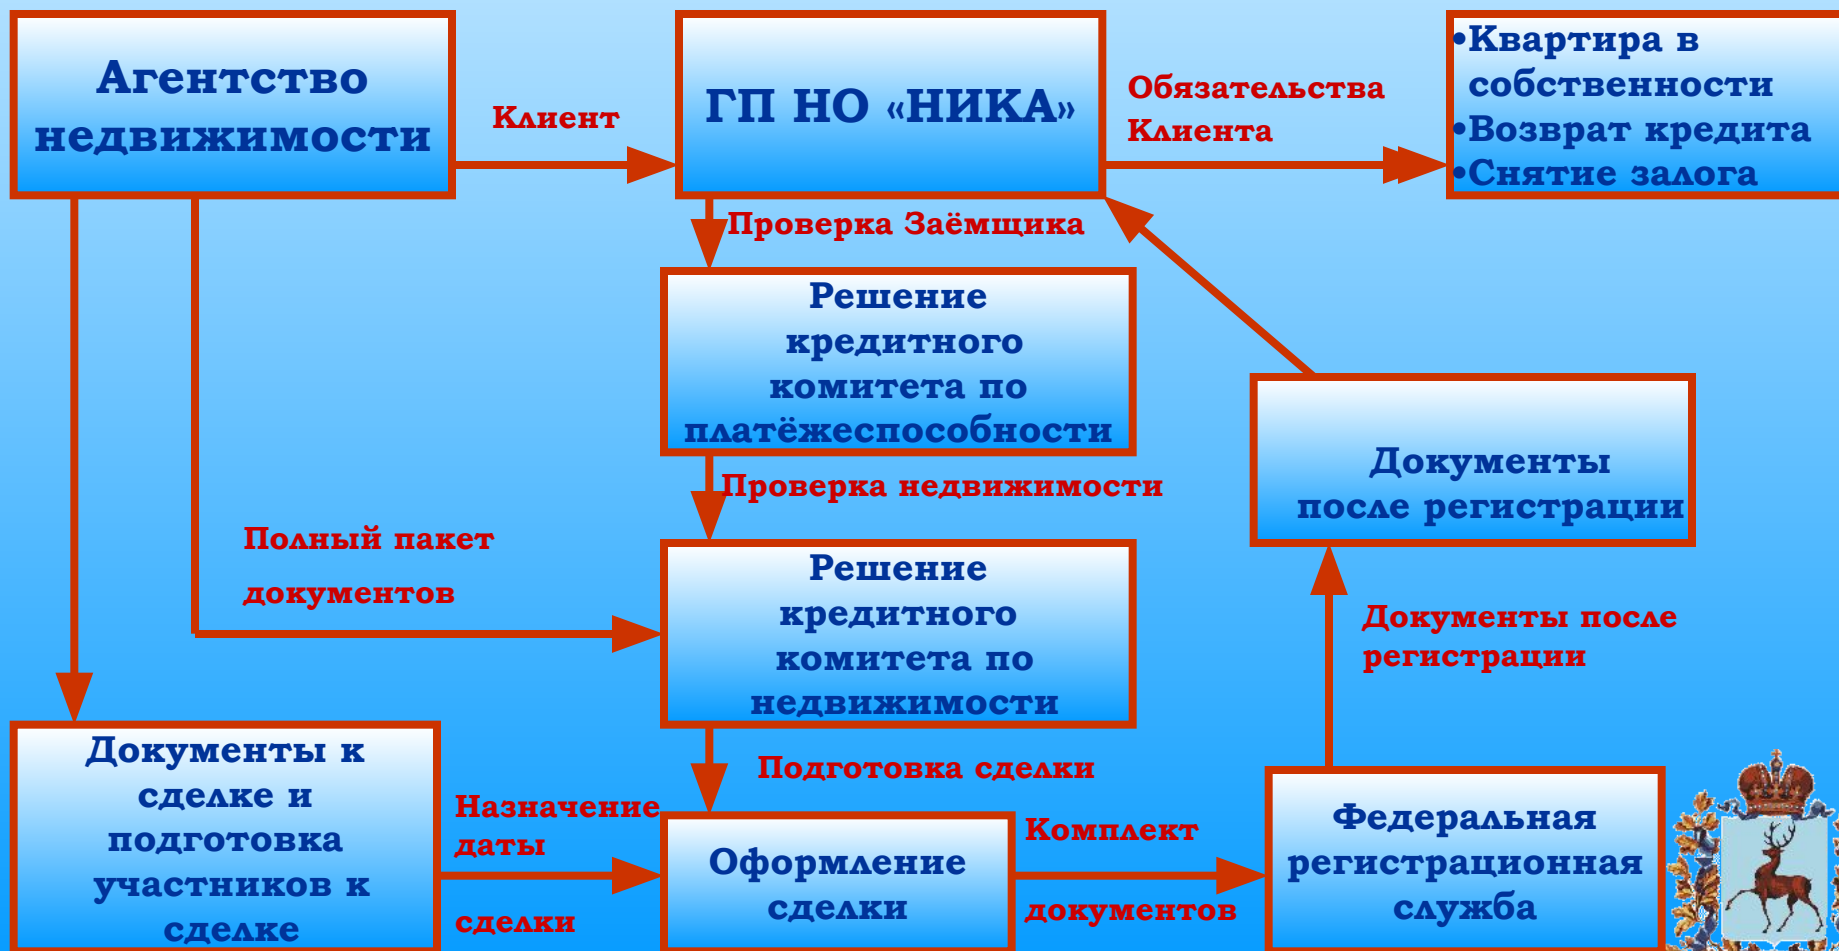 Агентство
недвижимости
Клиент
ГП НО «НИКА»
Обязательства
Клиента
•Квартира в
собственности
•Возврат кредита
•Снятие залога
Проверка Заёмщика
Решение
кредитного
комитета по
платёжеспособности
Проверка недвижимости
Полный пакет
документов
Решение
кредитного
комитета по
недвижимости
Документы
после регистрации
Документы после
регистрации
Подготовка сделки
Документы к
сделке и
подготовка
участников к
сделке
Назначение
даты
сделки
Оформление
сделки
Комплект
документов
Федеральная
регистрационная
служба